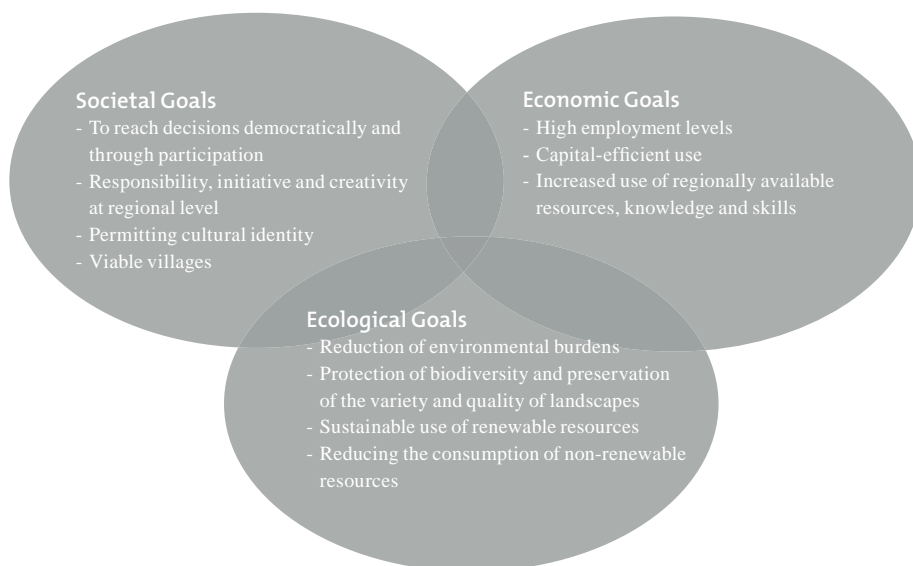 Societal Goals
- To reach decisions democratically and
through participation
- Responsibility, initiative and creativity
at regional level
- Permitting cultural identity
- Viable villages
Economic Goals
- High employment levels
- Capital-efficient use
- Increased use of regionally available
resources, knowledge and skills
Ecological Goals
- Reduction of environmental burdens
- Protection of biodiversity and preservation
of the variety and quality of landscapes
- Sustainable use of renewable resources
- Reducing the consumption of non-renewable
resources